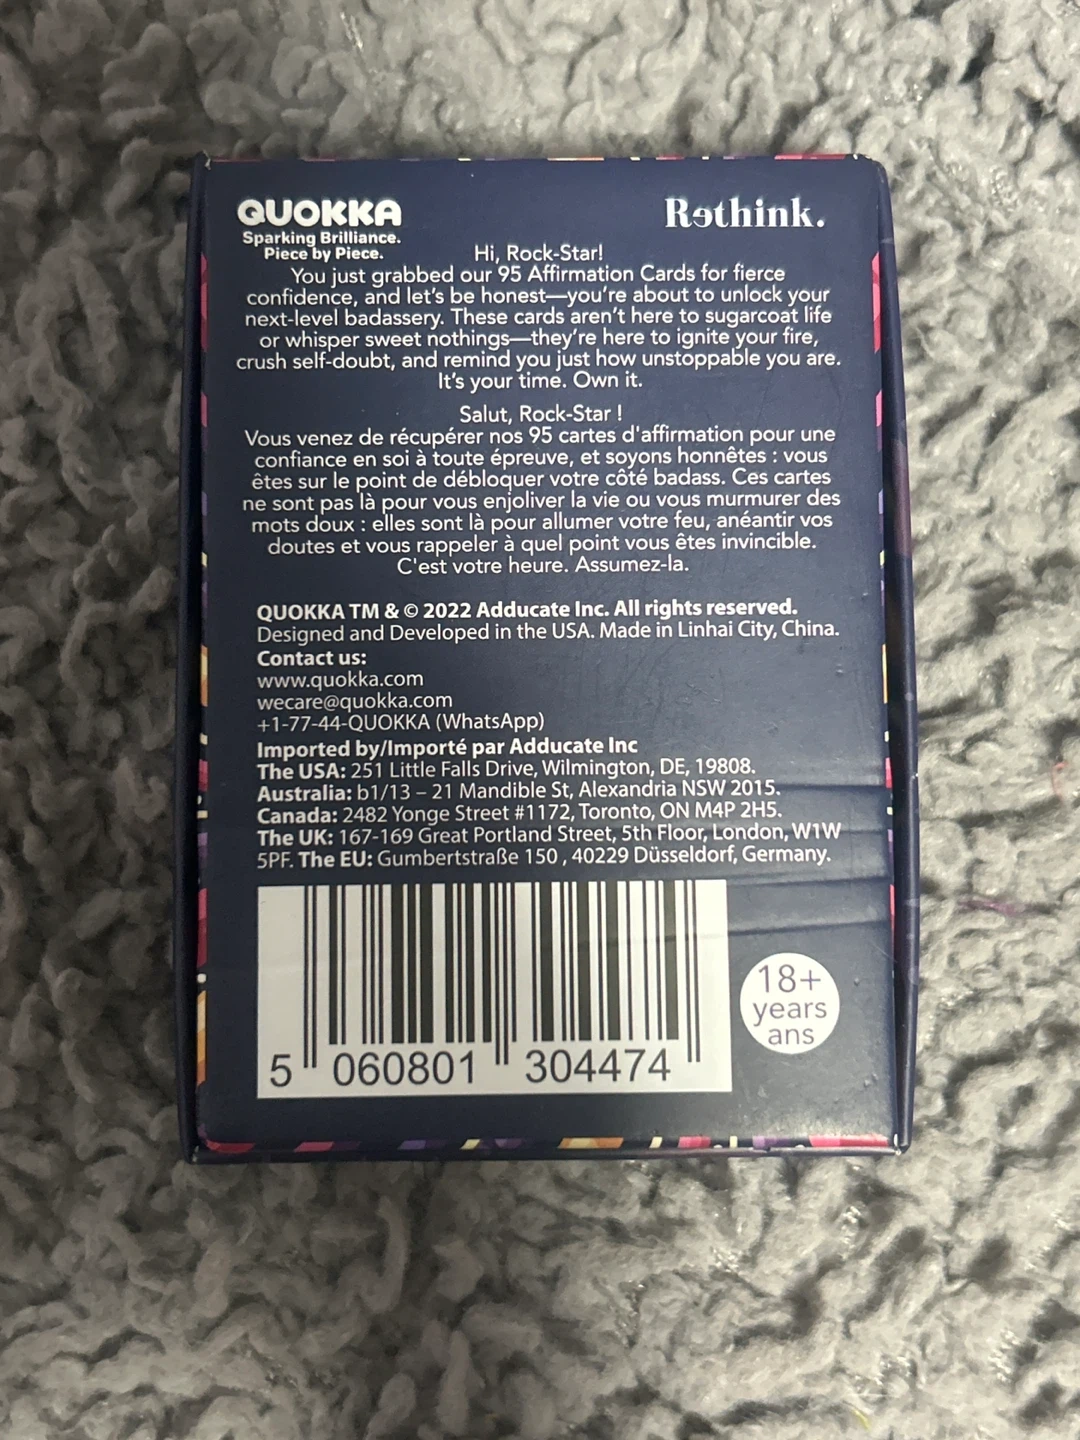 QUOKKA
Sparking Brilliance.
Piece by Piece.
Rɘthink.
Hi, Rock-Star!
You just grabbed our 95 Affirmation Cards for fierce
confidence, and let's be honest—you're about to unlock your
next-level badassery. These cards aren't here to sugarcoat life
or whisper sweet nothings—they're here to ignite your fire,
crush self-doubt, and remind you just how unstoppable you are.
It's your time. Own it.
Salut, Rock-Star !
Vous venez de récupérer nos 95 cartes d'affirmation pour une
confiance en soi à toute épreuve, et soyons honnêtes : vous
êtes sur le point de débloquer votre côté badass. Ces cartes
ne sont pas là pour vous enjoliver la vie ou vous murmurer des
mots doux : elles sont là pour allumer votre feu, anéantir vos
doutes et vous rappeler à quel point vous êtes invincible.
C'est votre heure. Assumez-la.
QUOKKA TM & © 2022 Adducate Inc. All rights reserved.
Designed and Developed in the USA. Made in Linhai City, China.
Contact us:
www.quokka.com
wecare@quokka.com
+1-77-44-QUOKKA (WhatsApp)
Imported by/Importé par Adducate Inc
The USA: 251 Little Falls Drive, Wilmington, DE, 19808.
Australia: b1/13 – 21 Mandible St, Alexandria NSW 2015.
Canada: 2482 Yonge Street #1172, Toronto, ON M4P 2H5.
The UK: 167-169 Great Portland Street, 5th Floor, London, W1W
5PF. The EU: Gumbertstraße 150 , 40229 Düsseldorf, Germany.
5 060801 304474
18+
years
ans